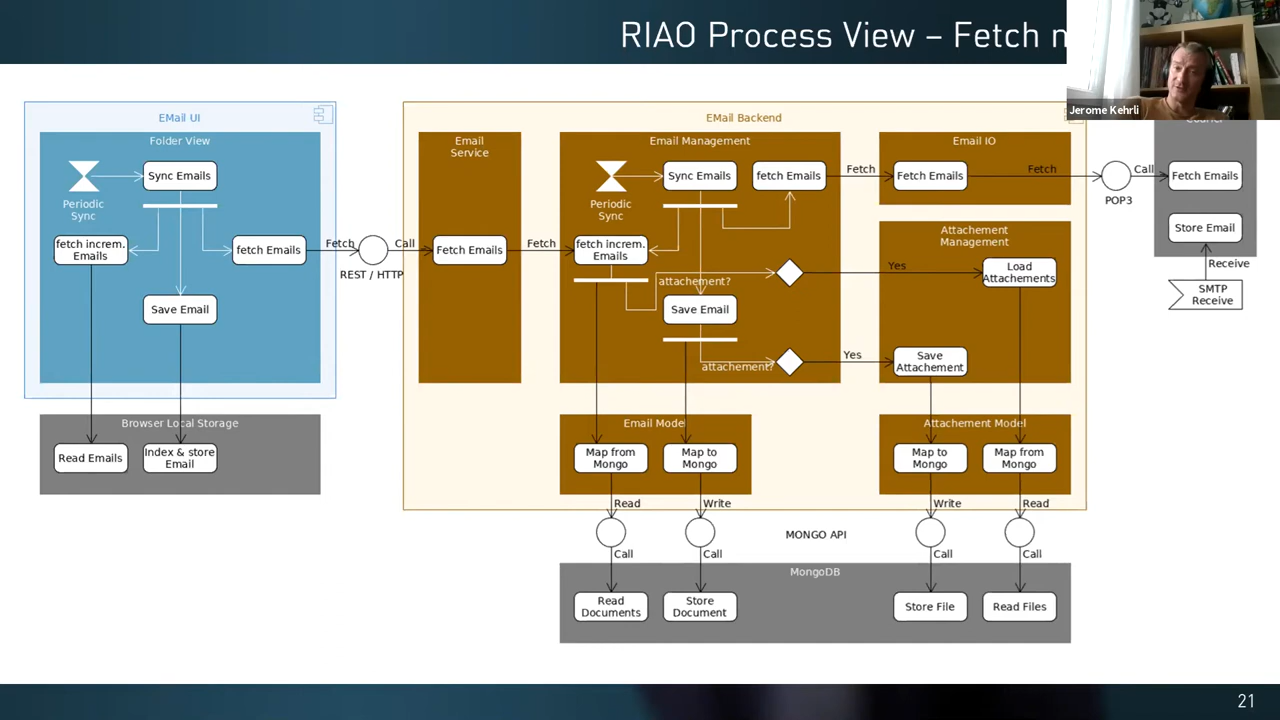 RIAO Process View – Fetch
Jerome Kehrli
EMail UI
Folder View
Sync Emails
Periodic
Sync
fetch increm.
Emails
fetch Emails
Save Email
Browser Local Storage
Read Emails
Index & store
Email
Fetch
Call
REST / HTTP
EMail Backend
Email
Service
Fetch Emails
Fetch
Email Management
Sync Emails
fetch Emails
Periodic
Sync
fetch increm.
Emails
attachement?
Save Email
attachement?
Fetch
Email IO
Fetch Emails
Fetch
Attachement
Management
Yes
Load
Attachements
Yes
Save
Attachement
Email Model
Map from
Mongo
Map to
Mongo
Attachement Model
Map to
Mongo
Map from
Mongo
Read
Write
Write
Read
MONGO API
Call
Call
Call
Call
MongoDB
Read
Documents
Store
Document
Store File
Read Files
POP3
Call
Fetch Emails
Store Email
Receive
SMTP
Receive
21